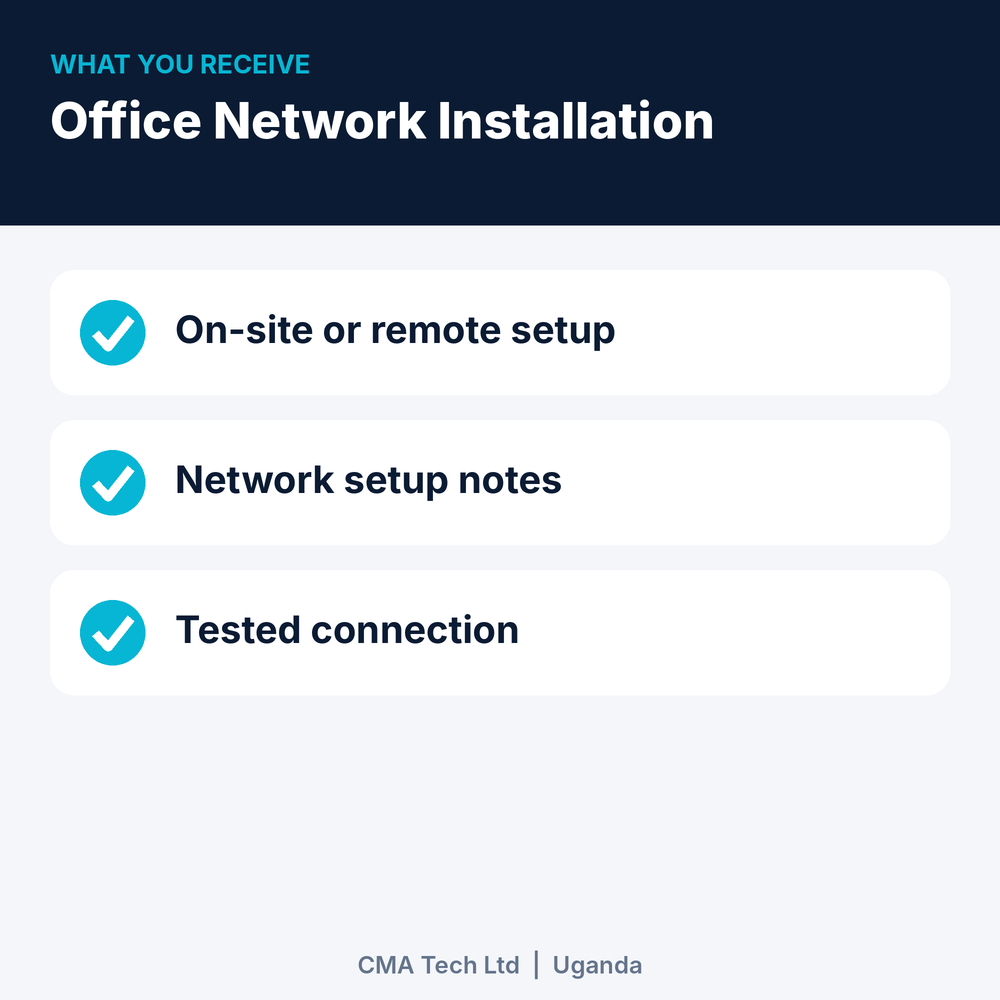 WHAT YOU RECEIVE
Office Network Installation
On-site or remote setup
Network setup notes
Tested connection
CMA Tech Ltd | Uganda